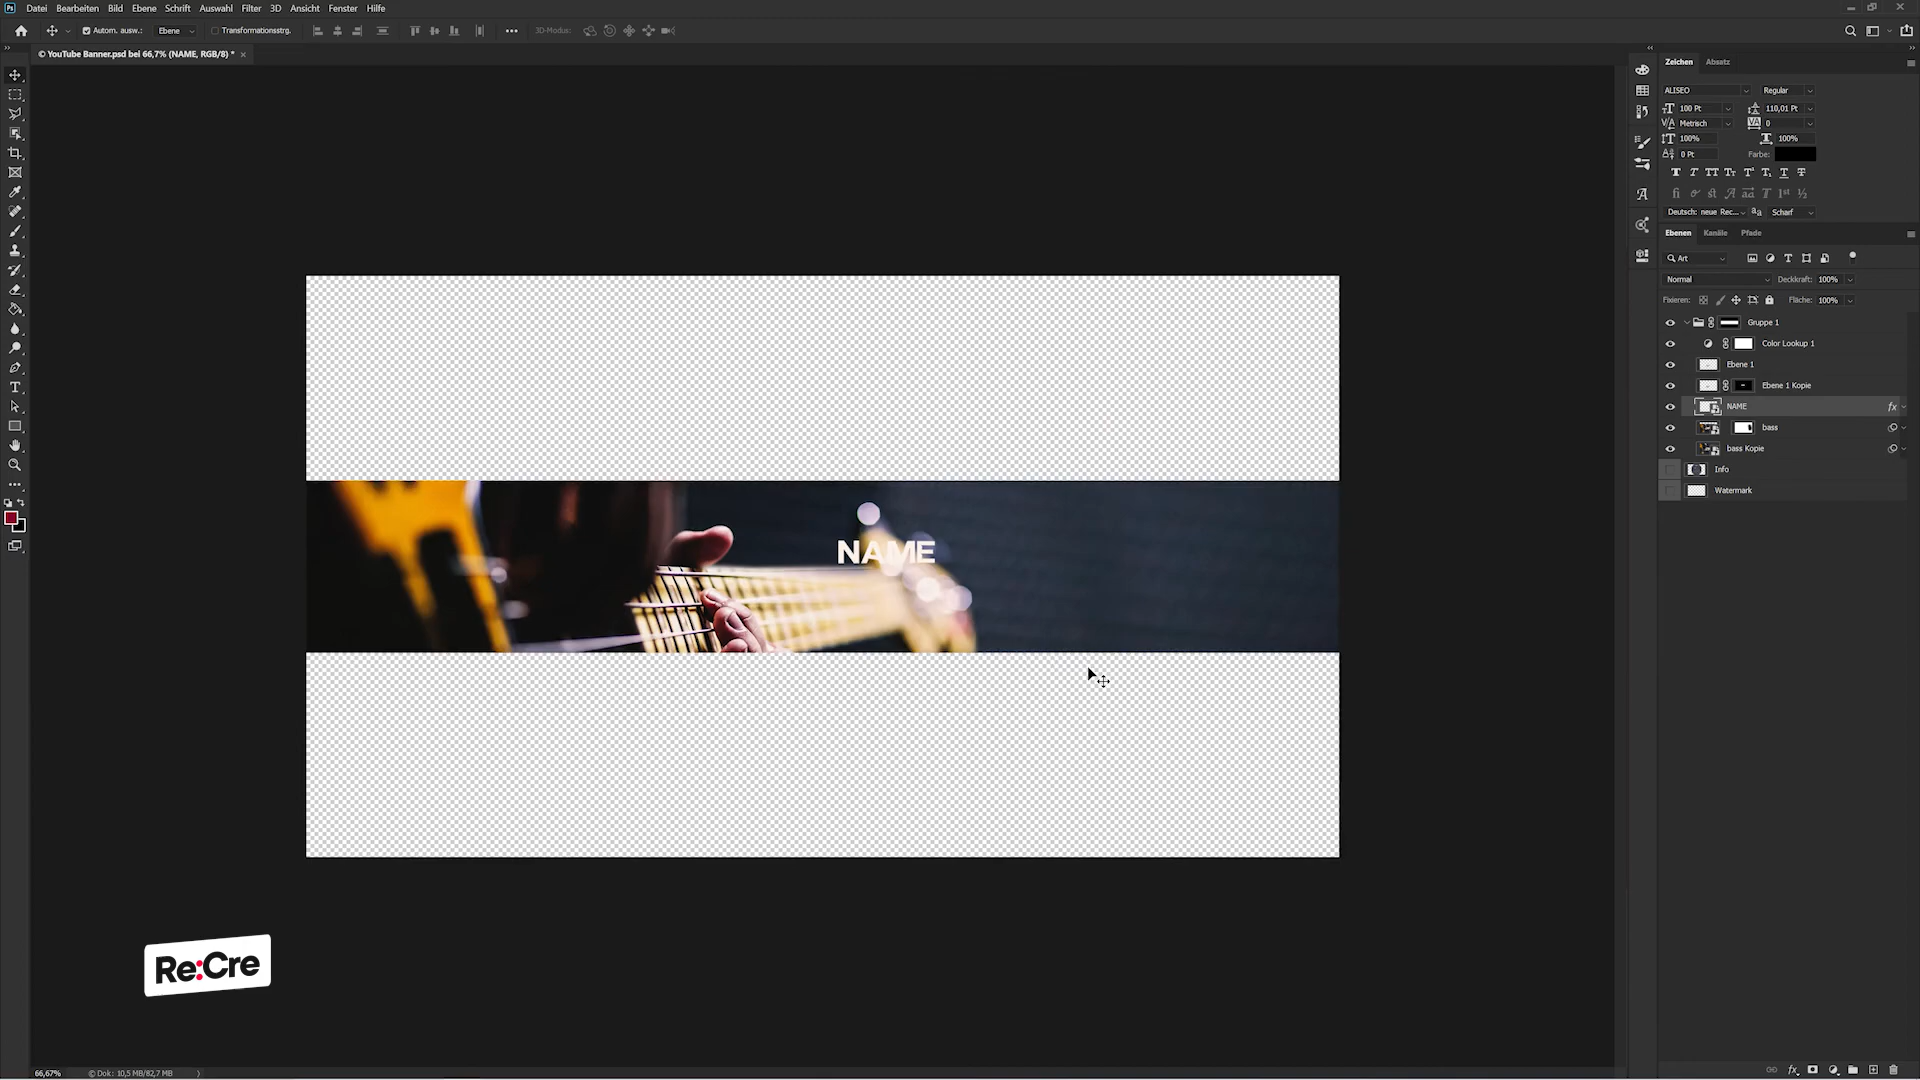 Ps Datei Bearbeiten Bild Ebene Schrift Auswahl Filter 3D Ansicht Fenster Hilfe
Autom. ausw.: Ebene Transformationsstrg. 3D-Modus:
© YouTube Banner.psd bei 66,7% (NAME, RGB/8) *
Zeichen Absatz
ALISEO Regular
100 Pt 110,01 Pt
Metrisch 0
100% 100%
0 Pt Farbe:
Deutsch: neue Rec... Scharf
Ebenen Kanäle Pfade
Art
Normal Deckkraft: 100%
Fixieren: Fläche: 100%
Gruppe 1
Color Lookup 1
Ebene 1
Ebene 1 Kopie
NAME fx
bass
bass Kopie
Info
Watermark
NAME
Re:Cre
66,67% © Dok: 10,5 MB/82,7 MB